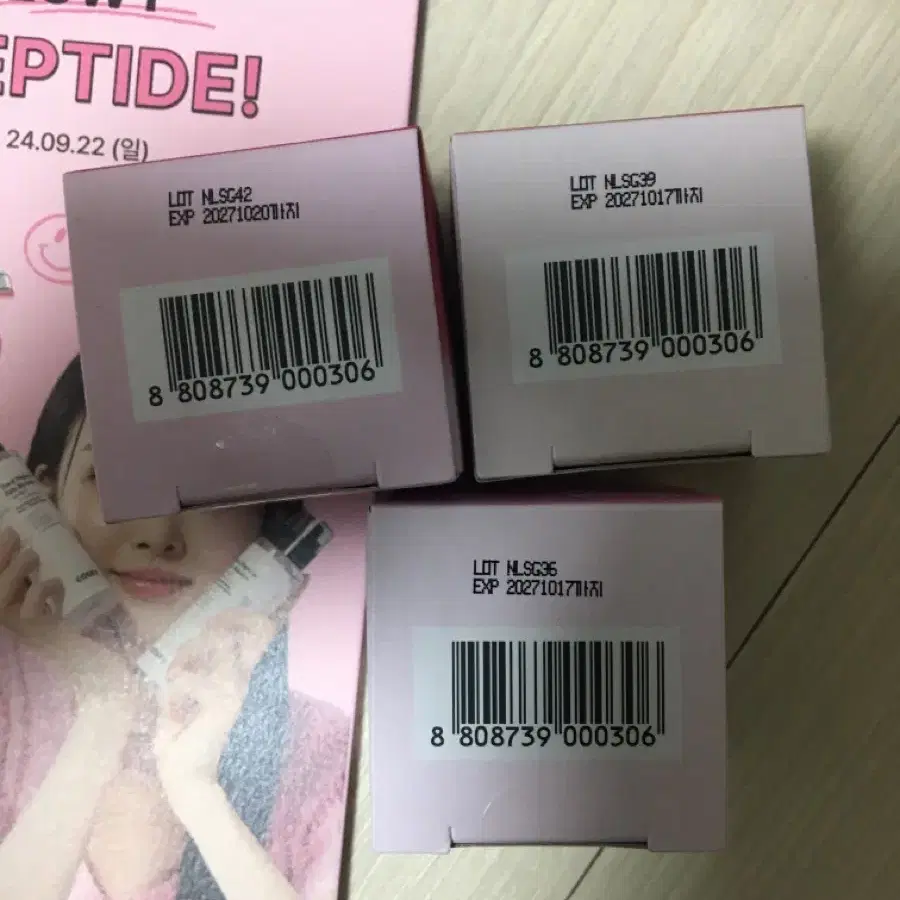 EPTIDE!
24.09.22 (일)
LOT NLSG42
EXP 20271020까지
8 808739 000306
LOT NLSG39
EXP 20271017까지
8 808739 000306
LOT NLSG36
EXP 20271017까지
8 808739 000306